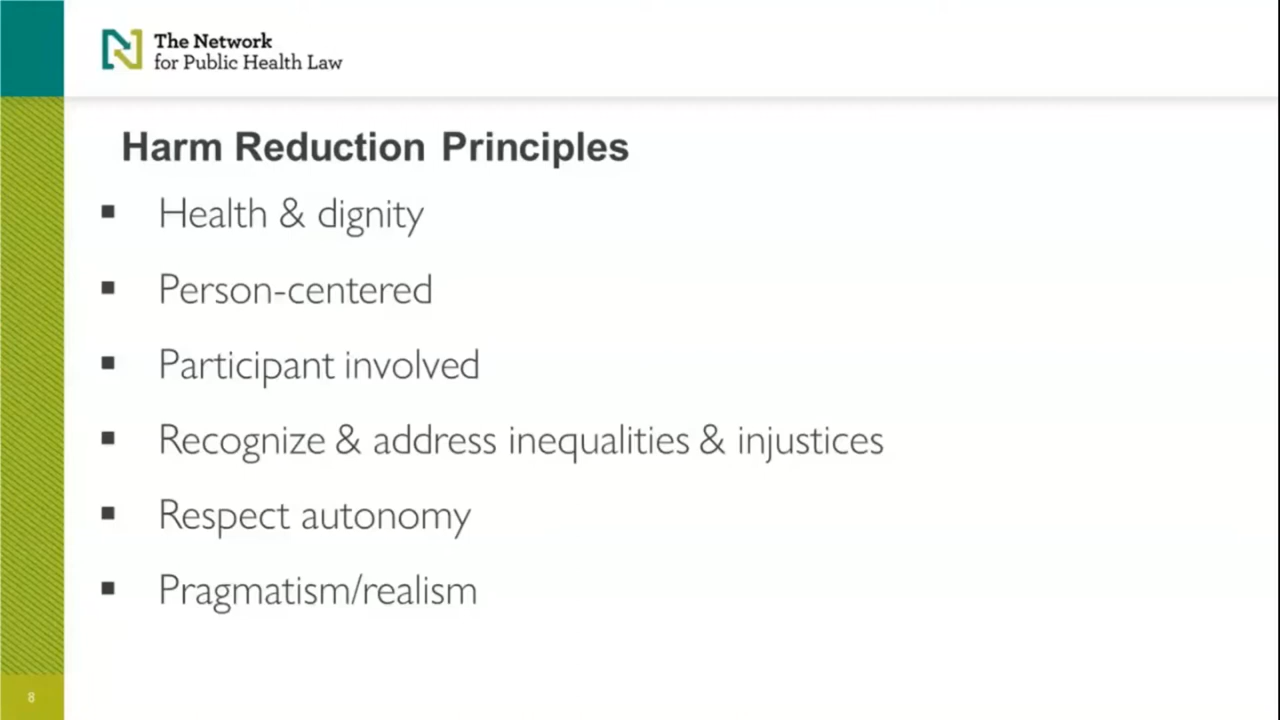 The Network
for Public Health Law
Harm Reduction Principles
▪ Health & dignity
▪ Person-centered
▪ Participant involved
▪ Recognize & address inequalities & injustices
▪ Respect autonomy
▪ Pragmatism/realism
8